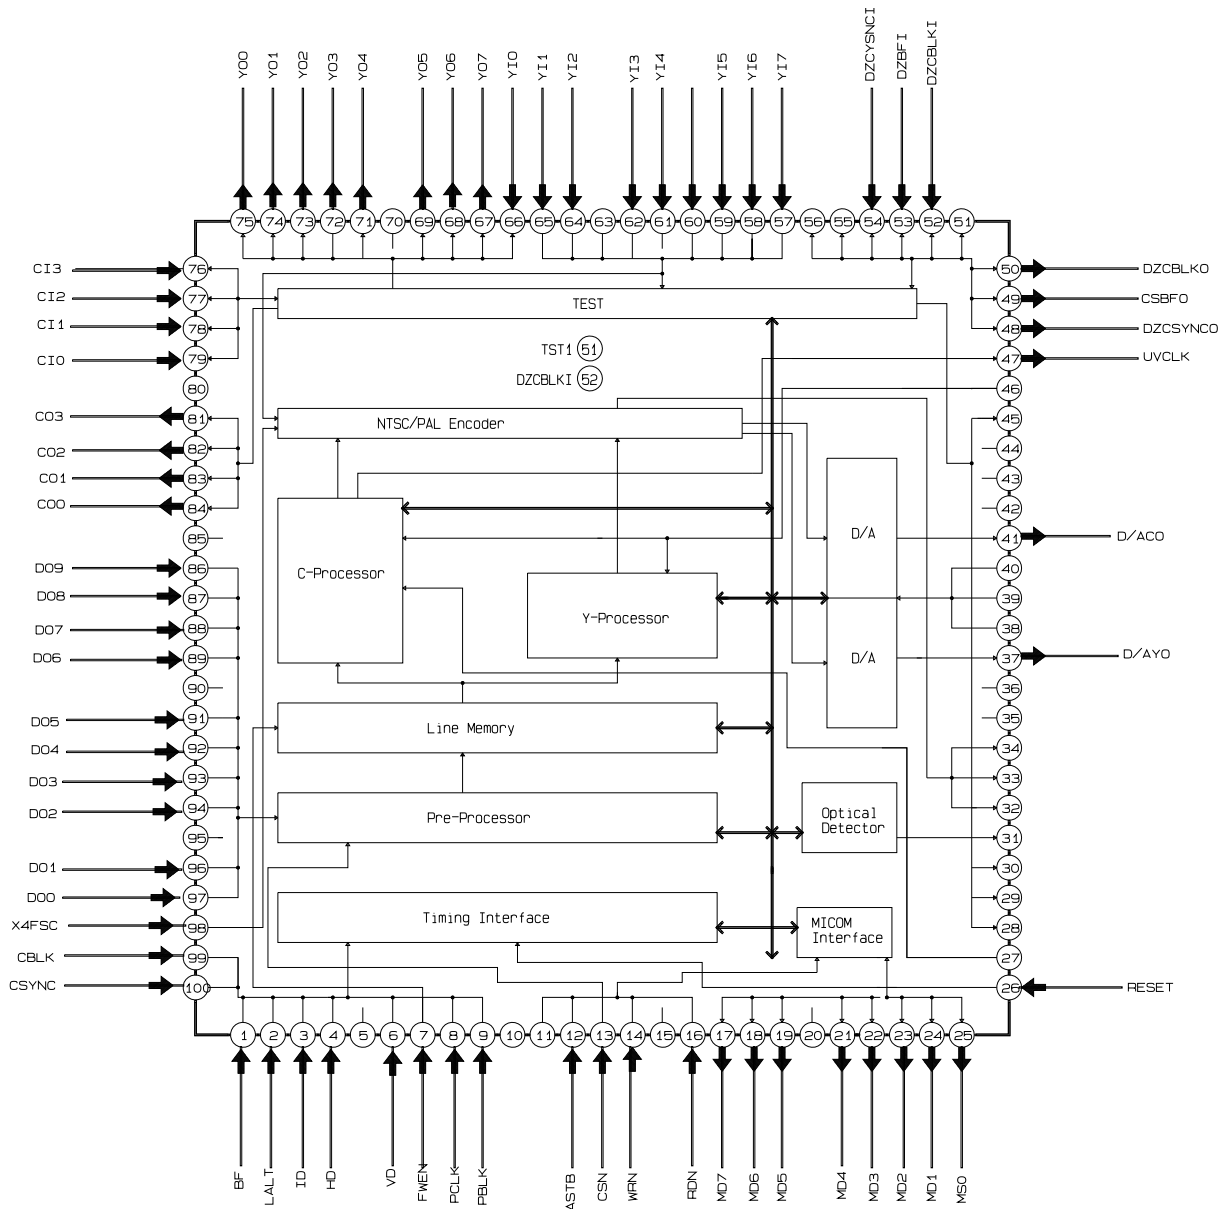 YO0 YO1 YO2 YO3 YO4 YO5 YO6 YO7 YI0 YI1 YI2 YI3 YI4 YI5 YI6 YI7 DZCYSNCI DZBFI DZCBLKI
75 74 73 72 71 70 69 68 67 66 65 64 63 62 61 60 59 58 57 56 55 54 53 52 51
CI3 76 50 DZCBLKO
CI2 77 TEST 49 CSBFO
CI1 78 48 DZCSYNCO
TST1 51
CI0 79 47 UVCLK
DZCBLKI 52
80 46
CO3 81 NTSC/PAL Encoder 45
CO2 82 44
CO1 83 43
CO0 84 42
85 D/A 41 D/ACO
DO9 86 C-Processor 40
DO8 87 39
DO7 88 Y-Processor 38
DO6 89 D/A 37 D/AYO
90 36
DO5 91 Line Memory 35
DO4 92 34
DO3 93 33
DO2 94 Pre-Processor Optical 32
95 Detector 31
DO1 96 30
DO0 97 29
X4FSC 98 Timing Interface MICOM 28
Interface
CBLK 99 27
CSYNC 100 26 RESET
1 2 3 4 5 6 7 8 9 10 11 12 13 14 15 16 17 18 19 20 21 22 23 24 25
BF LALT ID HD VD FWEN PCLK PBLK ASTB CSN WRN RDN MD7 MD6 MD5 MD4 MD3 MD2 MD1 MS0